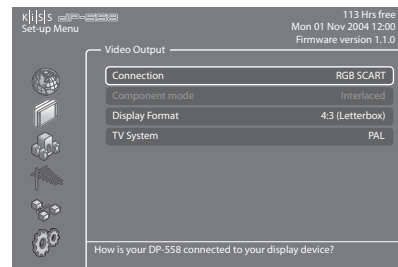 KiSS DP-558
113 Hrs free
Set-up Menu
Mon 01 Nov 2004 12:00
Firmware version 1.1.0
Video Output
Connection RGB SCART
Component mode Interlaced
Display Format 4:3 (Letterbox)
TV System PAL
How is your DP-558 connected to your display device?